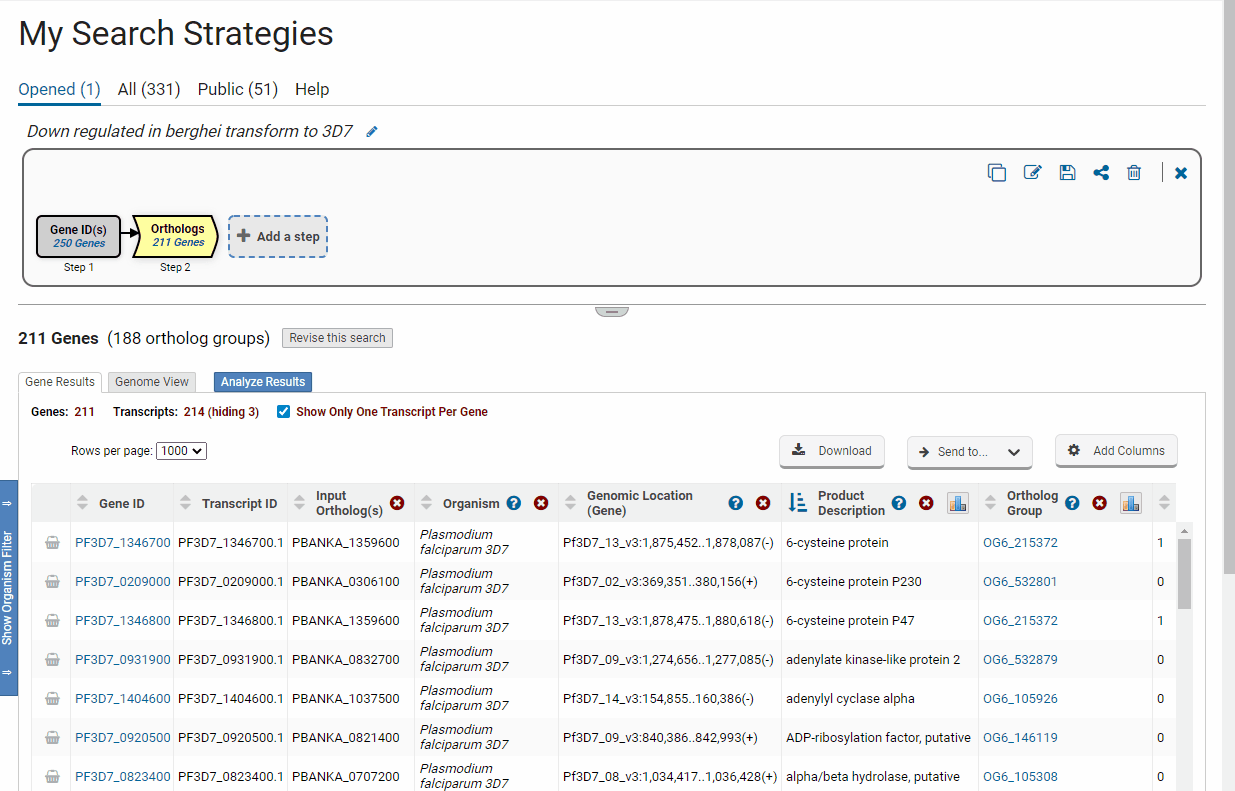 My Search Strategies
Opened (1) All (331) Public (51) Help
Down regulated in berghei transform to 3D7
Gene ID(s)
250 Genes
Step 1
Orthologs
211 Genes
Step 2
Add a step
211 Genes (188 ortholog groups) Revise this search
Gene Results Genome View Analyze Results
Genes: 211 Transcripts: 214 (hiding 3) Show Only One Transcript Per Gene
Rows per page: 1000 Download Send to... Add Columns
Show Organism Filter
Gene ID Transcript ID Input Ortholog(s) Organism Genomic Location (Gene) Product Description Ortholog Group
PF3D7_1346700 PF3D7_1346700.1 PBANKA_1359600 Plasmodium falciparum 3D7 Pf3D7_13_v3:1,875,452..1,878,087(-) 6-cysteine protein OG6_215372 1
PF3D7_0209000 PF3D7_0209000.1 PBANKA_0306100 Plasmodium falciparum 3D7 Pf3D7_02_v3:369,351..380,156(+) 6-cysteine protein P230 OG6_532801 0
PF3D7_1346800 PF3D7_1346800.1 PBANKA_1359600 Plasmodium falciparum 3D7 Pf3D7_13_v3:1,878,475..1,880,618(-) 6-cysteine protein P47 OG6_215372 1
PF3D7_0931900 PF3D7_0931900.1 PBANKA_0832700 Plasmodium falciparum 3D7 Pf3D7_09_v3:1,274,656..1,277,085(-) adenylate kinase-like protein 2 OG6_532879 0
PF3D7_1404600 PF3D7_1404600.1 PBANKA_1037500 Plasmodium falciparum 3D7 Pf3D7_14_v3:154,855..160,386(-) adenylyl cyclase alpha OG6_105926 0
PF3D7_0920500 PF3D7_0920500.1 PBANKA_0821400 Plasmodium falciparum 3D7 Pf3D7_09_v3:840,386..842,993(+) ADP-ribosylation factor, putative OG6_146119 0
PF3D7_0823400 PF3D7_0823400.1 PBANKA_0707200 Plasmodium falciparum 3D7 Pf3D7_08_v3:1,034,417..1,036,428(+) alpha/beta hydrolase, putative OG6_105308 0